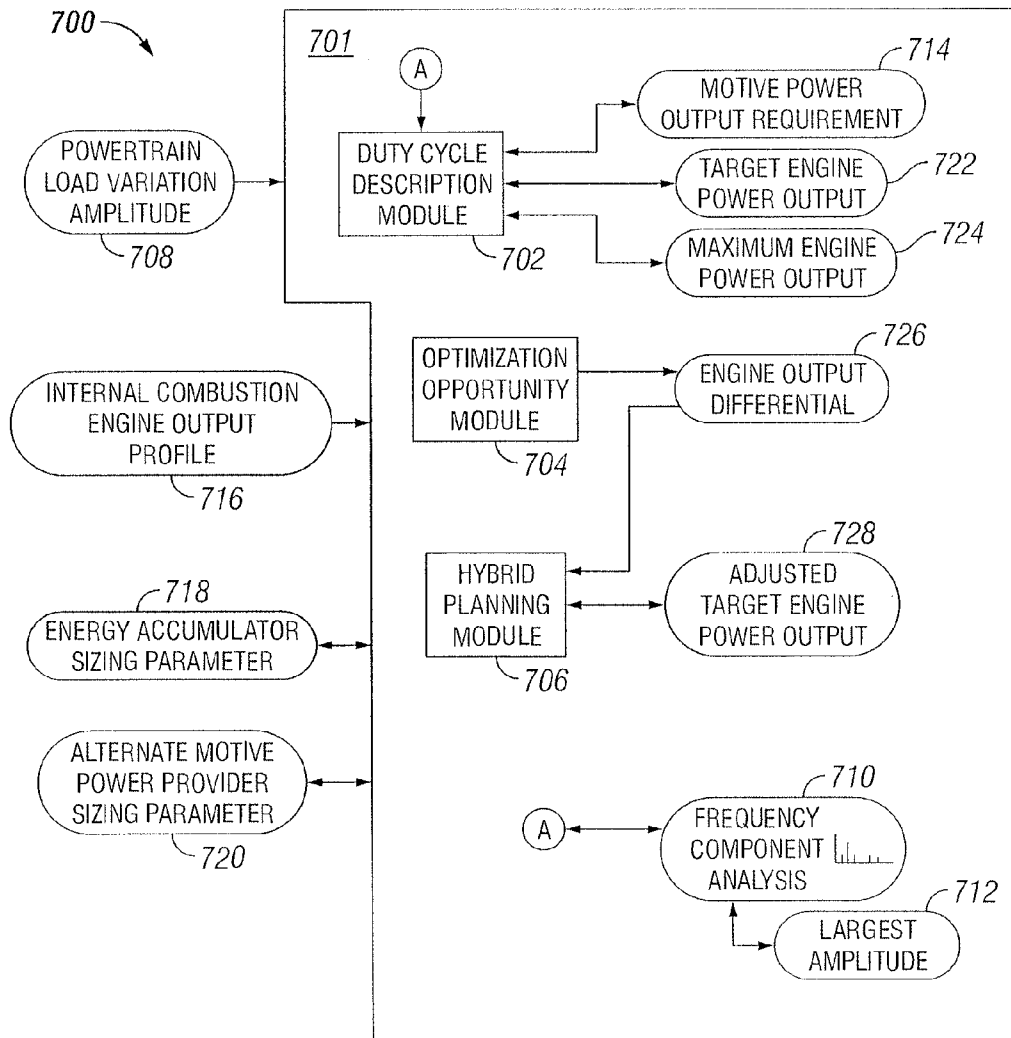 700
701
A
714
MOTIVE POWER
OUTPUT REQUIREMENT
POWERTRAIN
LOAD VARIATION
AMPLITUDE
708
DUTY CYCLE
DESCRIPTION
MODULE
702
722
TARGET ENGINE
POWER OUTPUT
724
MAXIMUM ENGINE
POWER OUTPUT
OPTIMIZATION
OPPORTUNITY
MODULE
704
726
ENGINE OUTPUT
DIFFERENTIAL
INTERNAL COMBUSTION
ENGINE OUTPUT
PROFILE
716
718
ENERGY ACCUMULATOR
SIZING PARAMETER
HYBRID
PLANNING
MODULE
706
728
ADJUSTED
TARGET ENGINE
POWER OUTPUT
ALTERNATE MOTIVE
POWER PROVIDER
SIZING PARAMETER
720
A
710
FREQUENCY
COMPONENT
ANALYSIS
712
LARGEST
AMPLITUDE